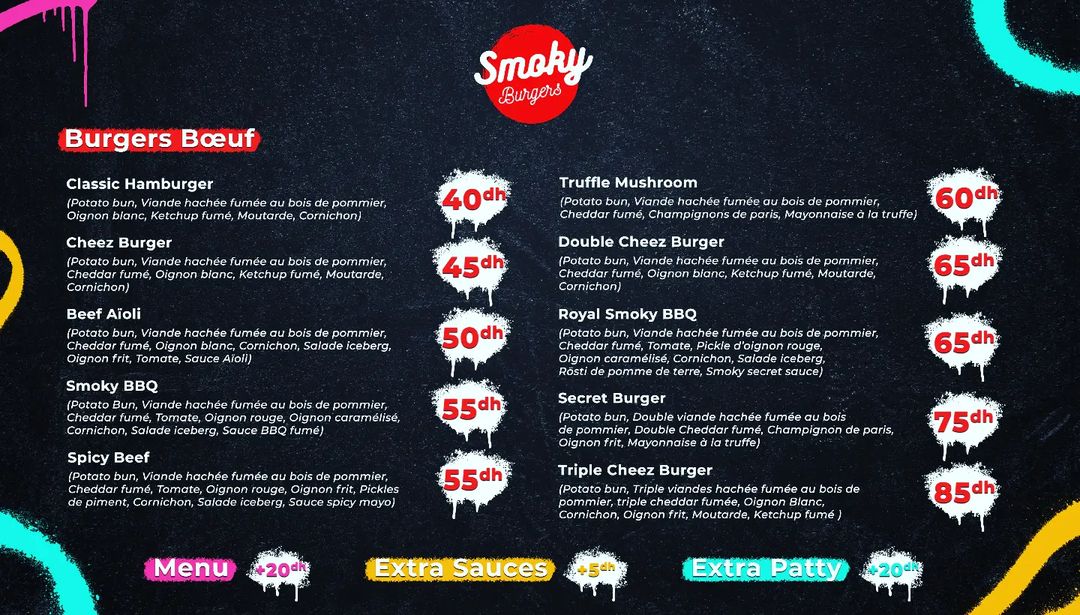 Smoky
Burgers
Burgers Bœuf
Classic Hamburger
(Potato bun, Viande hachée fumée au bois de pommier,
Oignon blanc, Ketchup fumé, Moutarde, Cornichon)
40dh
Cheez Burger
(Potato bun, Viande hachée fumée au bois de pommier,
Cheddar fumé, Oignon blanc, Ketchup fumé, Moutarde,
Cornichon)
45dh
Beef Aïoli
(Potato bun, Viande hachée fumée au bois de pommier,
Cheddar fumé, Oignon blanc, Cornichon, Salade iceberg,
Oignon frit, Tomate, Sauce Aïoli)
50dh
Smoky BBQ
(Potato Bun, Viande hachée fumée au bois de pommier,
Cheddar fumé, Tomate, Oignon rouge, Oignon caramélisé,
Cornichon, Salade iceberg, Sauce BBQ fumé)
55dh
Spicy Beef
(Potato bun, Viande hachée fumée au bois de pommier,
Cheddar fumé, Tomate, Oignon rouge, Oignon frit, Pickles
de piment, Cornichon, Salade iceberg, Sauce spicy mayo)
55dh
Truffle Mushroom
(Potato bun, Viande hachée fumée au bois de pommier,
Cheddar fumé, Champignons de paris, Mayonnaise à la truffe)
60dh
Double Cheez Burger
(Potato bun, Viande hachée fumée au bois de pommier,
Cheddar fumé, Oignon blanc, Ketchup fumé, Moutarde,
Cornichon)
65dh
Royal Smoky BBQ
(Potato bun, Viande hachée fumée au bois de pommier,
Cheddar fumé, Tomate, Pickle d'oignon rouge,
Oignon caramélisé, Cornichon, Salade iceberg,
Rösti de pomme de terre, Smoky secret sauce)
65dh
Secret Burger
(Potato bun, Double viande hachée fumée au bois
de pommier, Double Cheddar fumé, Champignon de paris,
Oignon frit, Mayonnaise à la truffe)
75dh
Triple Cheez Burger
(Potato bun, Triple viandes hachée fumée au bois de
pommier, triple cheddar fumée, Oignon Blanc,
Cornichon, Oignon frit, Moutarde, Ketchup fumé )
85dh
Menu +20dh
Extra Sauces +5dh
Extra Patty +20dh